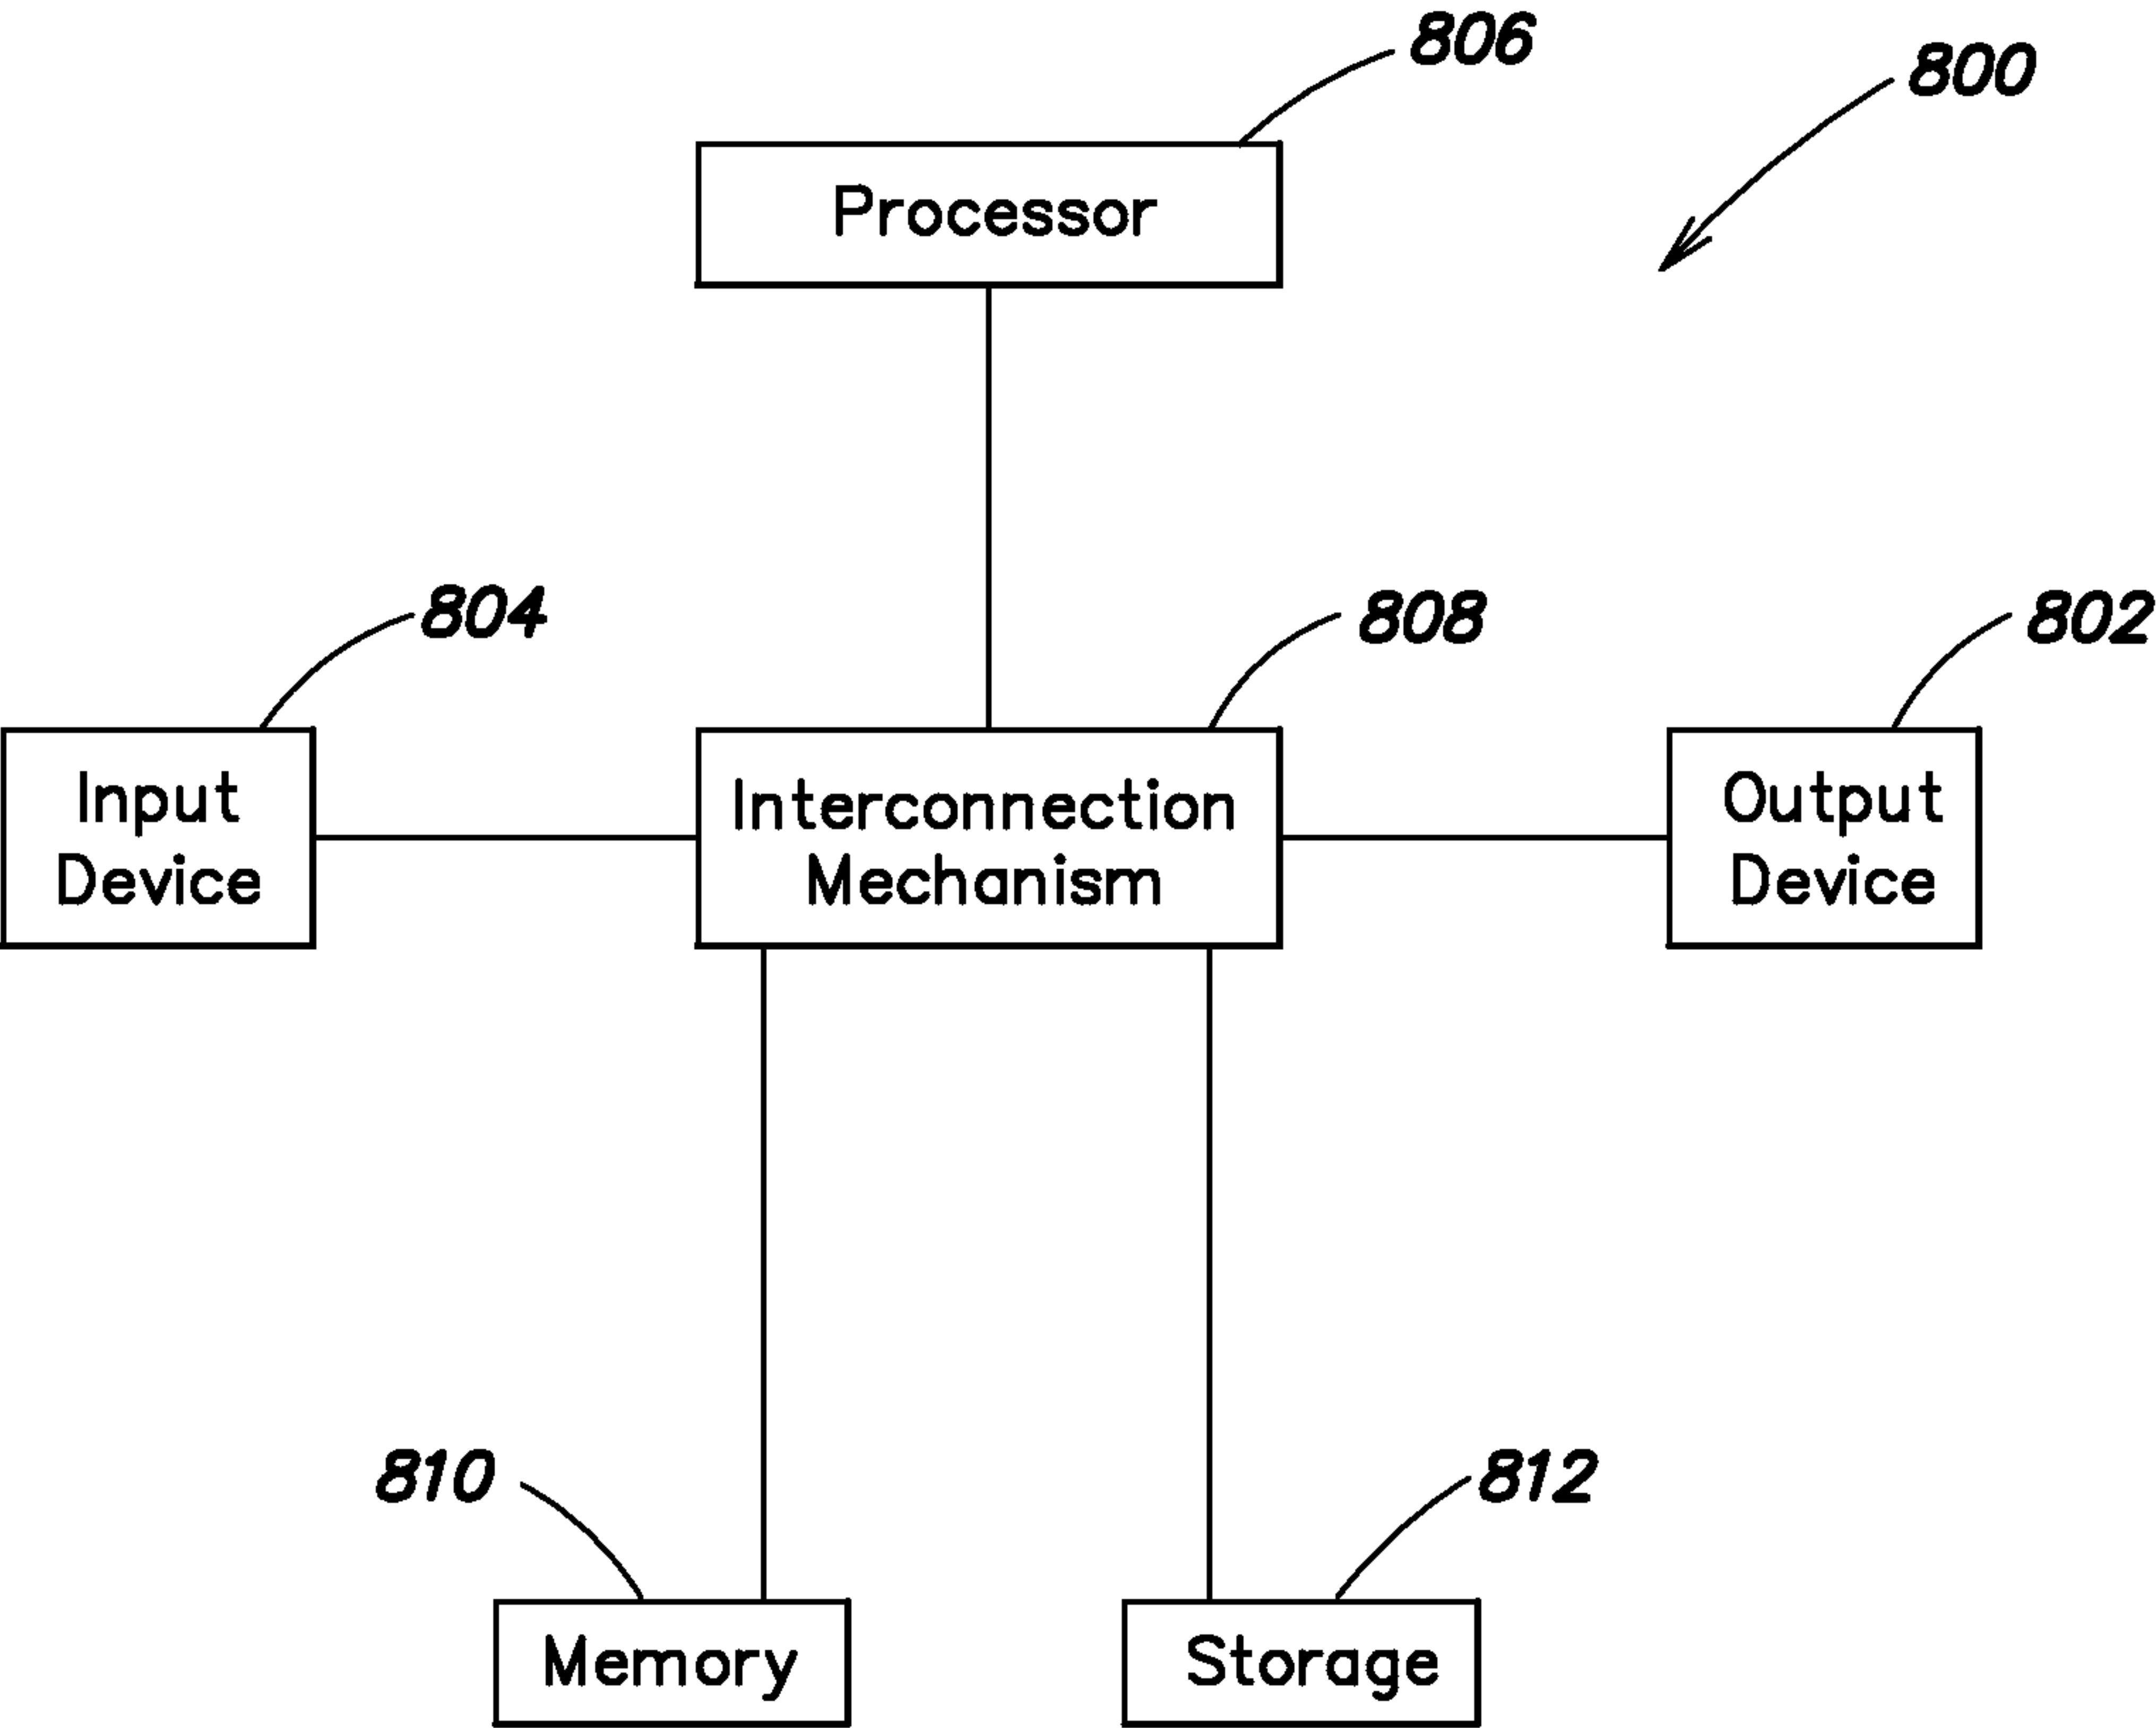 806
800
Processor
804
808
802
Input
Device
Interconnection
Mechanism
Output
Device
810
812
Memory
Storage